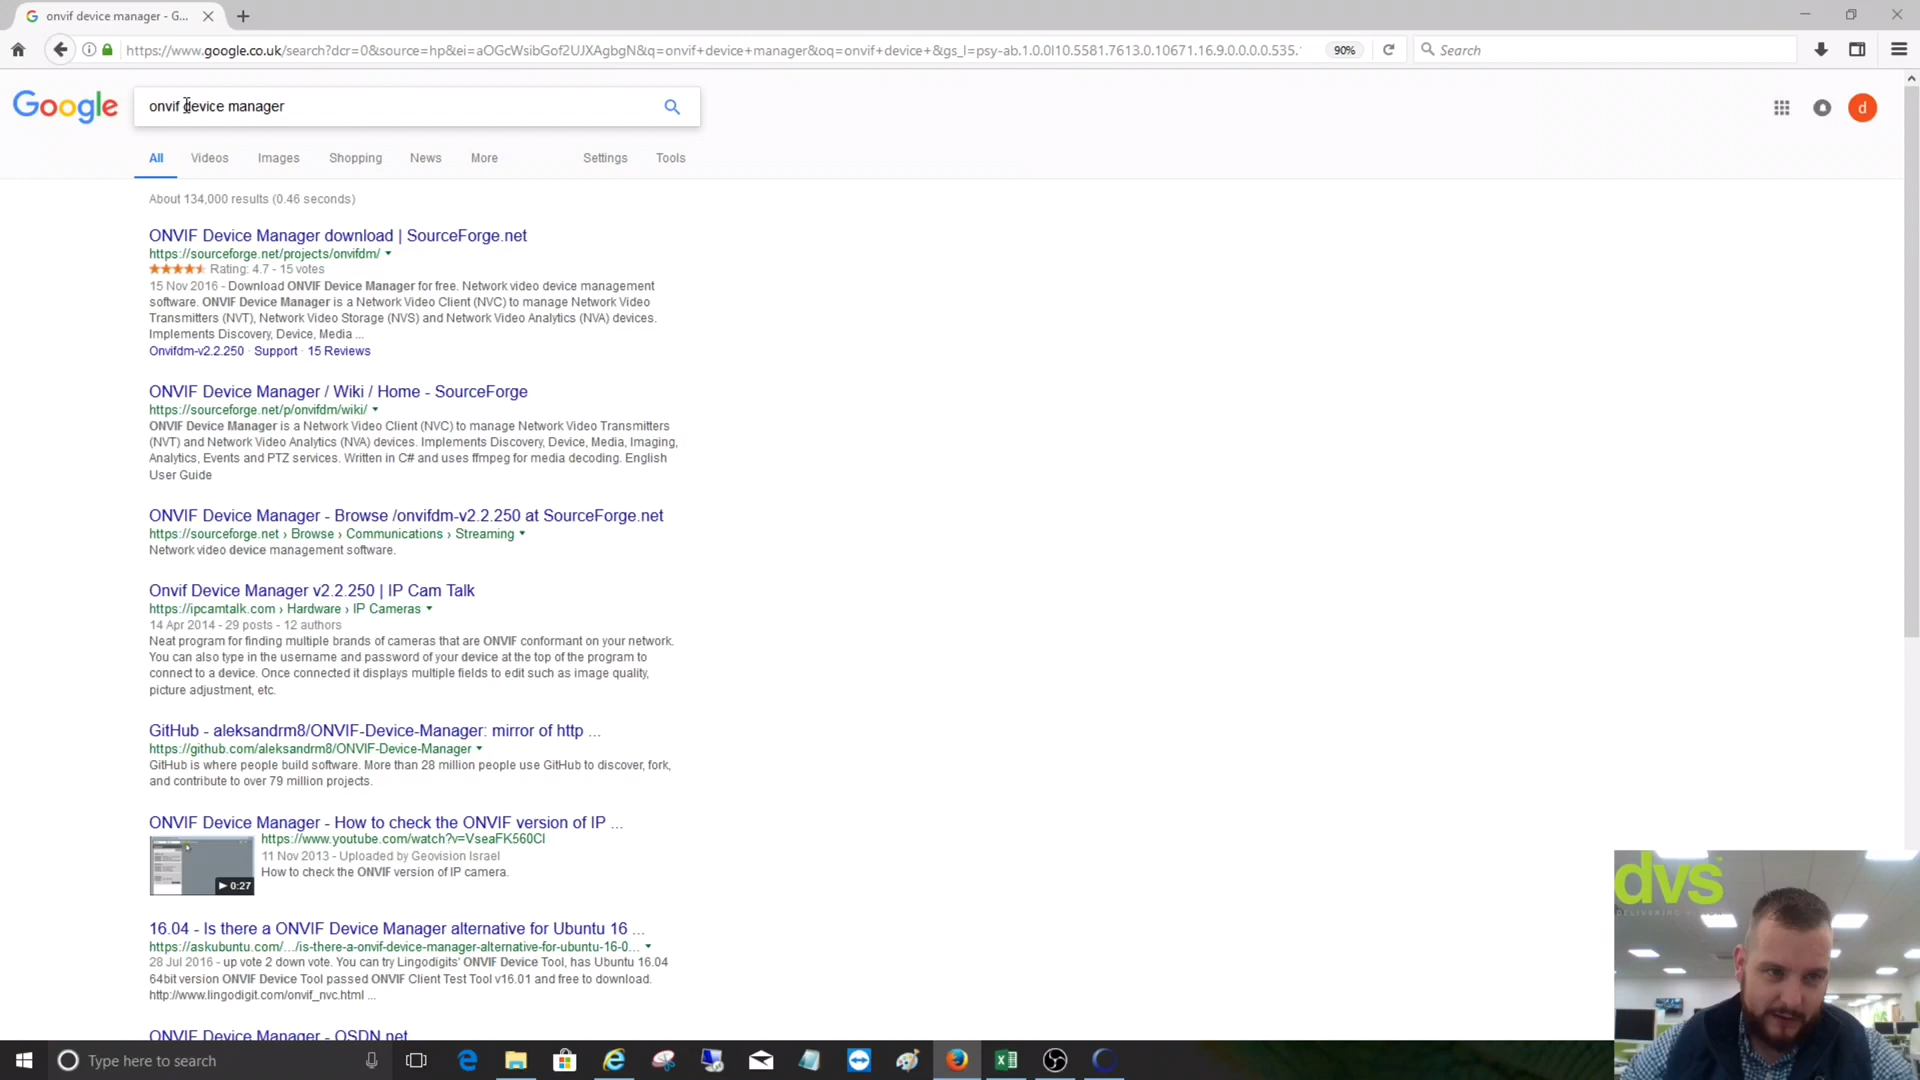 onvif device manager - G...
https://www.google.co.uk/search?dcr=0&source=hp&ei=aOGcWsibGof2UJXAgbgN&q=onvif+device+manager&oq=onvif+device+&gs_l=psy-ab.1.0.0l10.5581.7613.0.10671.16.9.0.0.0.0.535.
90%
Search
Google
onvif device manager
d
All
Videos
Images
Shopping
News
More
Settings
Tools
About 134,000 results (0.46 seconds)
ONVIF Device Manager download | SourceForge.net
https://sourceforge.net/projects/onvifdm/
Rating: 4.7 - 15 votes
15 Nov 2016 - Download ONVIF Device Manager for free. Network video device management
software. ONVIF Device Manager is a Network Video Client (NVC) to manage Network Video
Transmitters (NVT), Network Video Storage (NVS) and Network Video Analytics (NVA) devices.
Implements Discovery, Device, Media ...
Onvifdm-v2.2.250 · Support · 15 Reviews
ONVIF Device Manager / Wiki / Home - SourceForge
https://sourceforge.net/p/onvifdm/wiki/
ONVIF Device Manager is a Network Video Client (NVC) to manage Network Video Transmitters
(NVT) and Network Video Analytics (NVA) devices. Implements Discovery, Device, Media, Imaging,
Analytics, Events and PTZ services. Written in C# and uses ffmpeg for media decoding. English
User Guide
ONVIF Device Manager - Browse /onvifdm-v2.2.250 at SourceForge.net
https://sourceforge.net › Browse › Communications › Streaming
Network video device management software.
Onvif Device Manager v2.2.250 | IP Cam Talk
https://ipcamtalk.com › Hardware › IP Cameras
14 Apr 2014 - 29 posts - 12 authors
Neat program for finding multiple brands of cameras that are ONVIF conformant on your network.
You can also type in the username and password of your device at the top of the program to
connect to a device. Once connected it displays multiple fields to edit such as image quality,
picture adjustment, etc.
GitHub - aleksandrm8/ONVIF-Device-Manager: mirror of http ...
https://github.com/aleksandrm8/ONVIF-Device-Manager
GitHub is where people build software. More than 28 million people use GitHub to discover, fork,
and contribute to over 79 million projects.
ONVIF Device Manager - How to check the ONVIF version of IP ...
https://www.youtube.com/watch?v=VseaFK560CI
11 Nov 2013 - Uploaded by Geovision Israel
How to check the ONVIF version of IP camera.
0:27
16.04 - Is there a ONVIF Device Manager alternative for Ubuntu 16 ...
https://askubuntu.com/.../is-there-a-onvif-device-manager-alternative-for-ubuntu-16-0...
28 Jul 2016 - up vote 2 down vote. You can try Lingodigits' ONVIF Device Tool, has Ubuntu 16.04
64bit version ONVIF Device Tool passed ONVIF Client Test Tool v16.01 and free to download.
http://www.lingodigit.com/onvif_nvc.html ...
ONVIF Device Manager - OSDN.net
dvs
DELIVERING
Type here to search